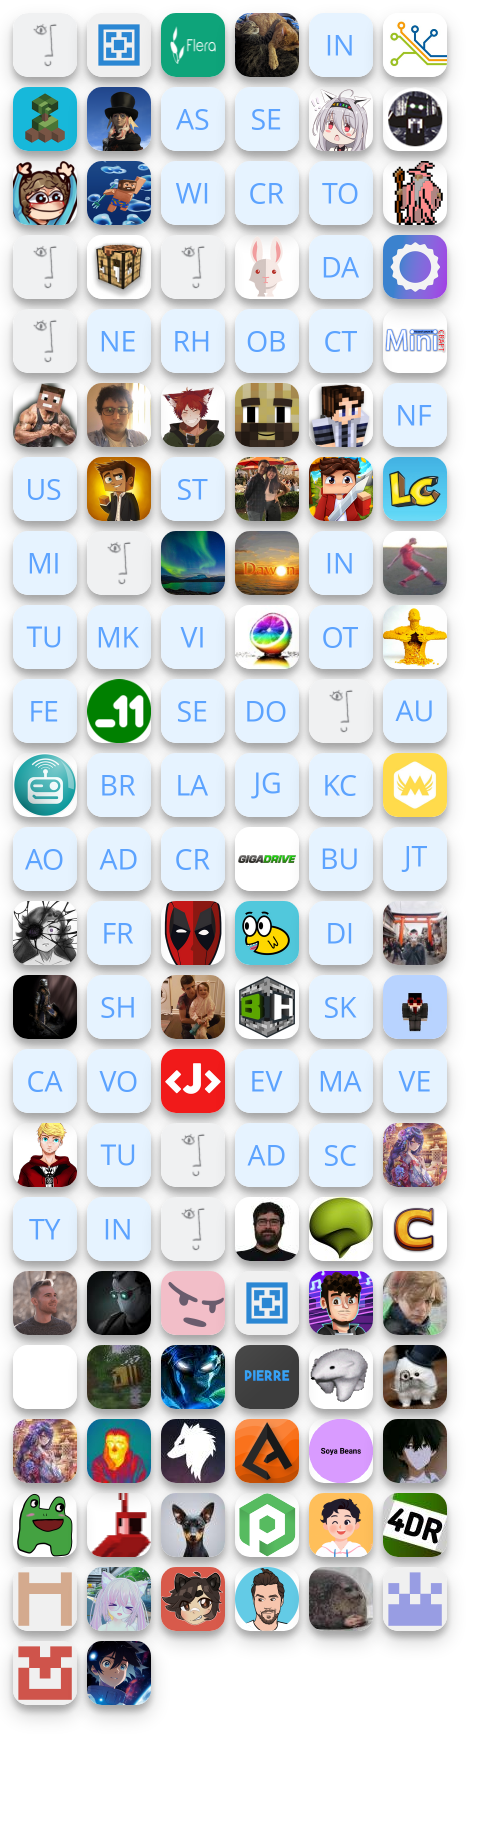 Flera IN
AS SE
WI CR TO
DA
NE RH OB CT Mini
NF
US ST LC
MI Dawn IN
TU MK VI OT
FE _11 SE DO AU
BR LA JG KC
AO AD CR GIGADRIVE BU JT
FR DI
SH B H SK
CA VO <J> EV MA VE
TU AD SC
TY IN C
PIERRE
Soya Beans
4DR
H